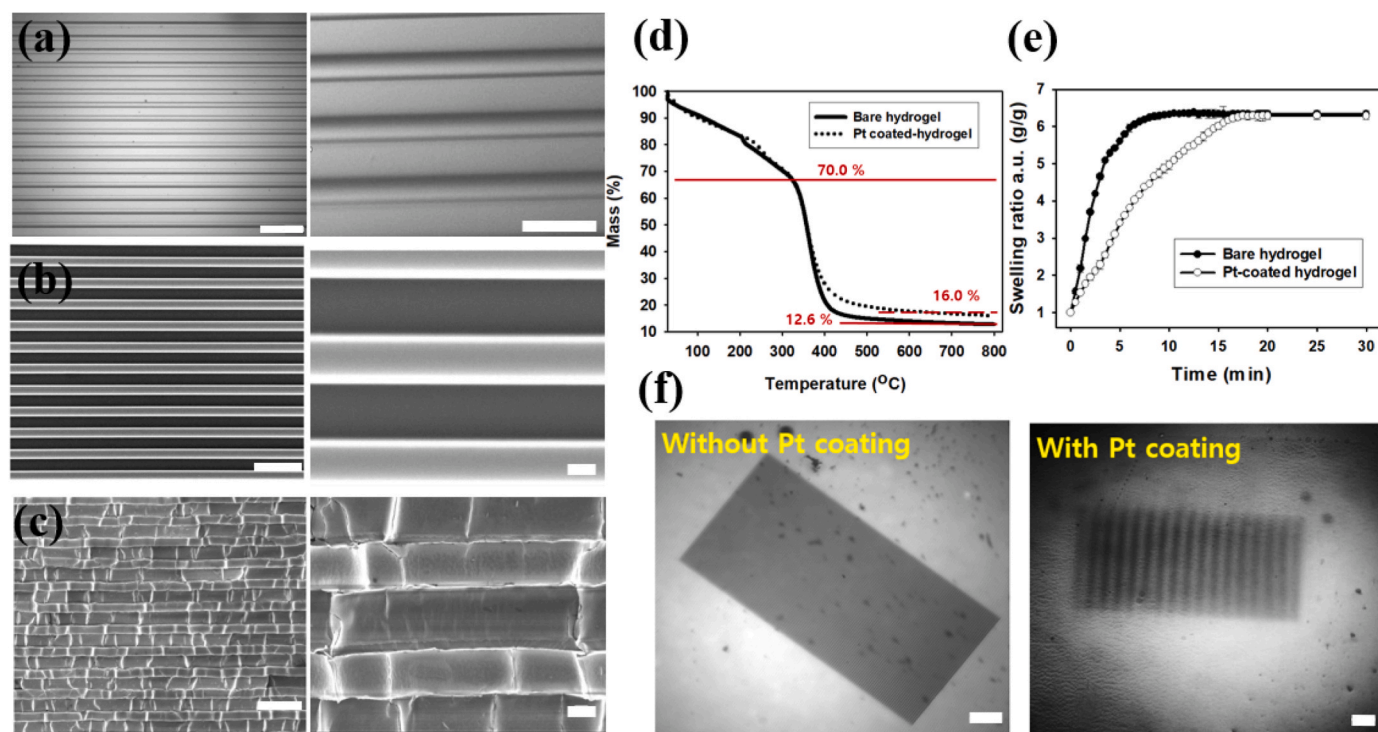 (a)
(b)
(c)
(d)
100
90
80
70
60
50
40
30
20
10
Mass (%)
Bare hydrogel
Pt coated-hydrogel
70.0 %
16.0 %
12.6 %
100 200 300 400 500 600 700 800
Temperature (OC)
(e)
7
6
5
4
3
2
1
Swelling ratio a.u. (g/g)
Bare hydrogel
Pt-coated hydrogel
0 5 10 15 20 25 30
Time (min)
(f)
Without Pt coating
With Pt coating